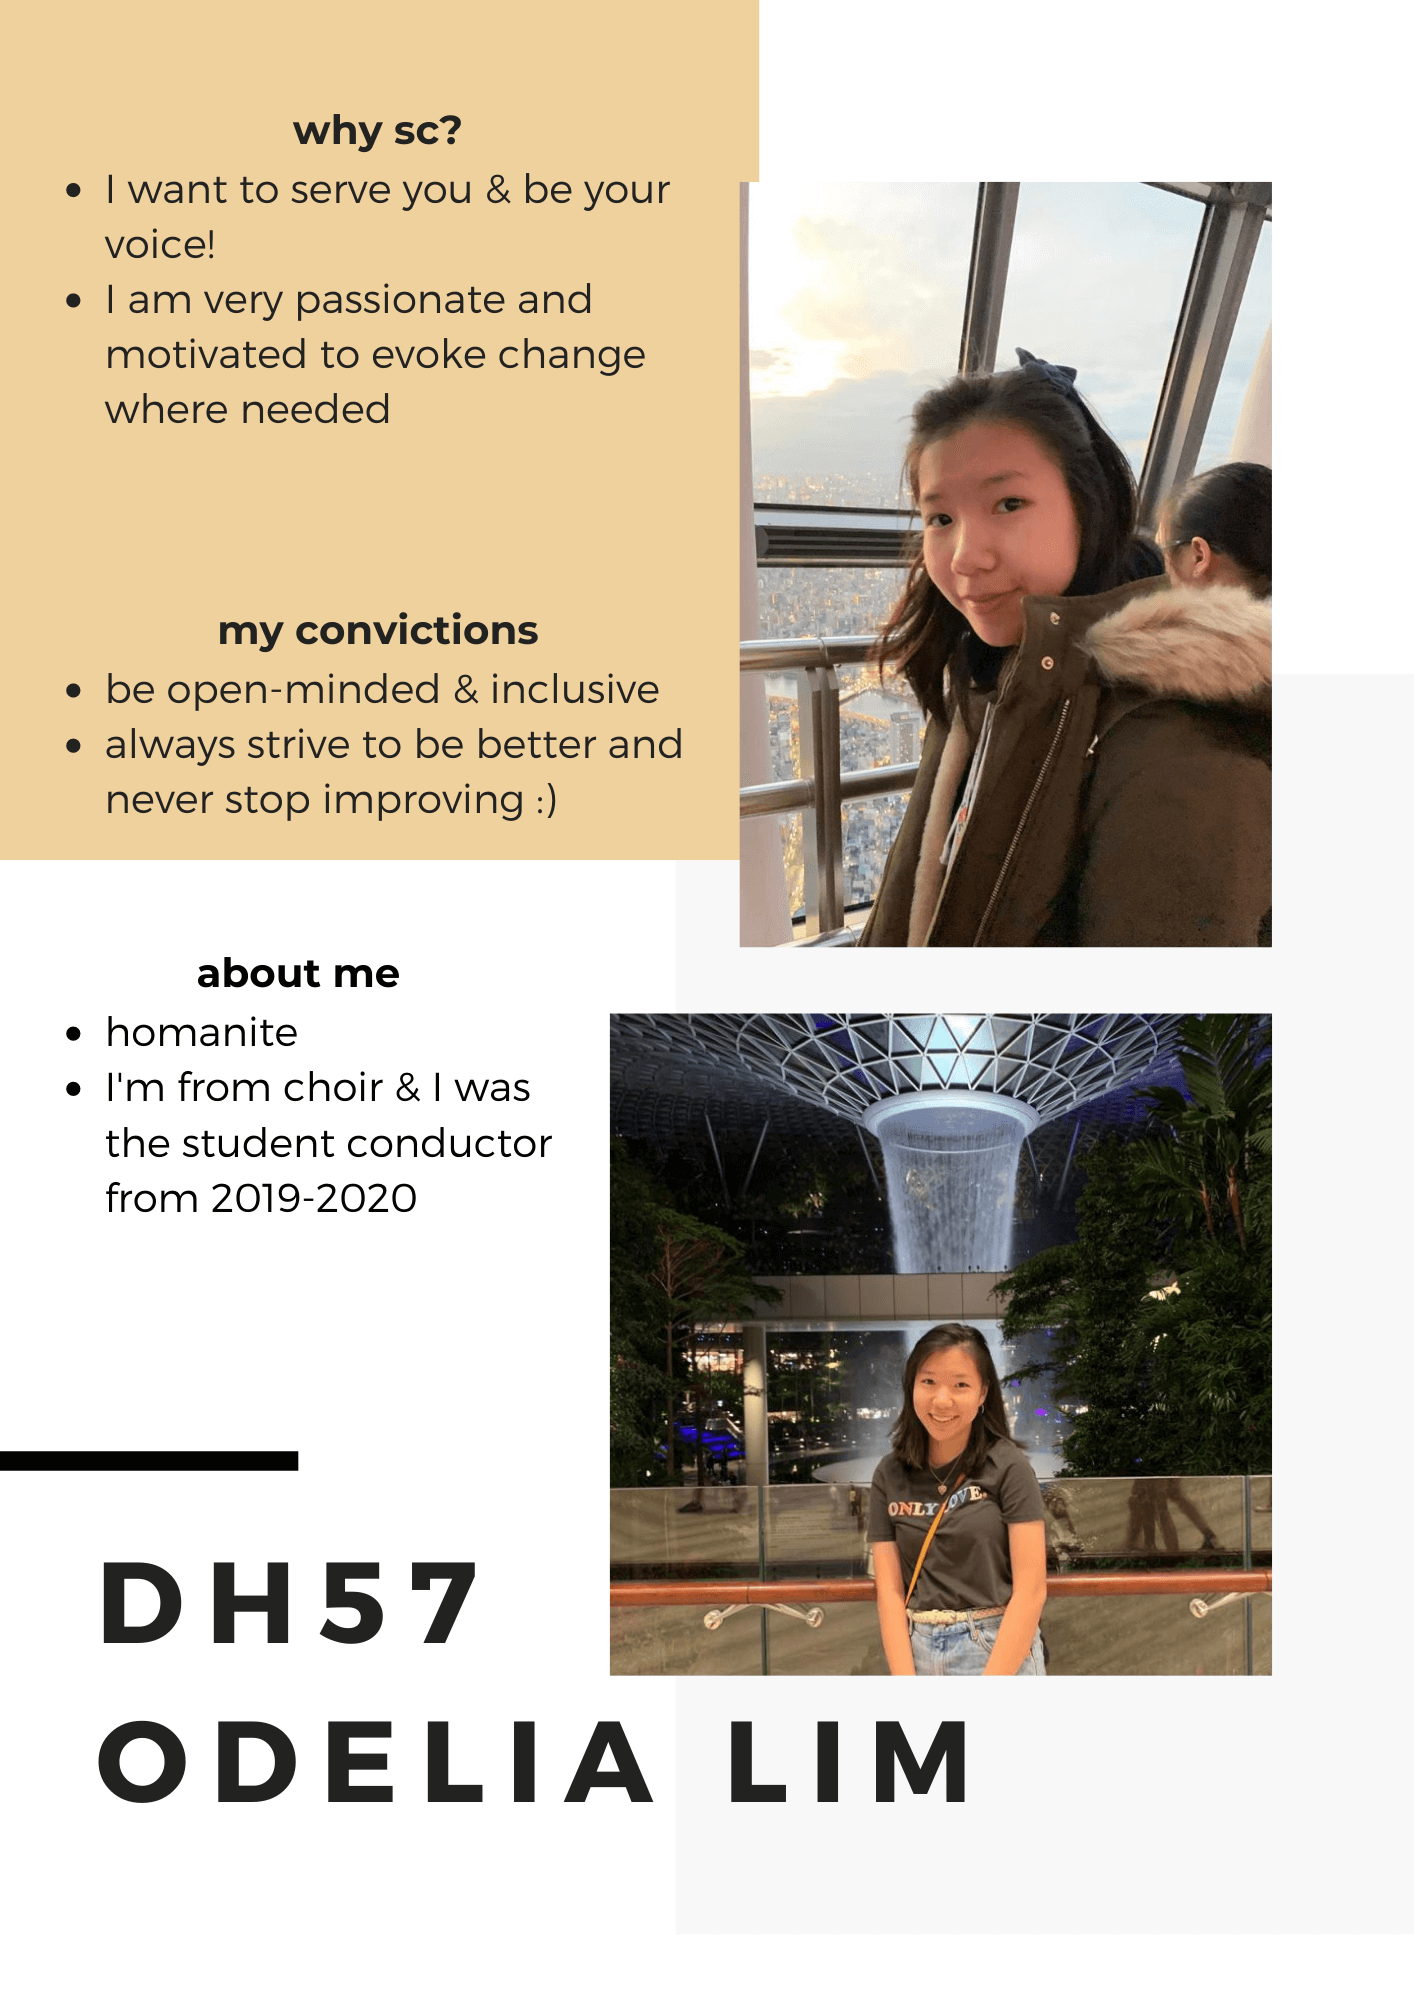 why sc?
• I want to serve you & be your
voice!
• I am very passionate and
motivated to evoke change
where needed
my convictions
• be open-minded & inclusive
• always strive to be better and
never stop improving :)
about me
• homanite
• I'm from choir & I was
the student conductor
from 2019-2020
ONLY LOVE
DH57
ODELIA LIM